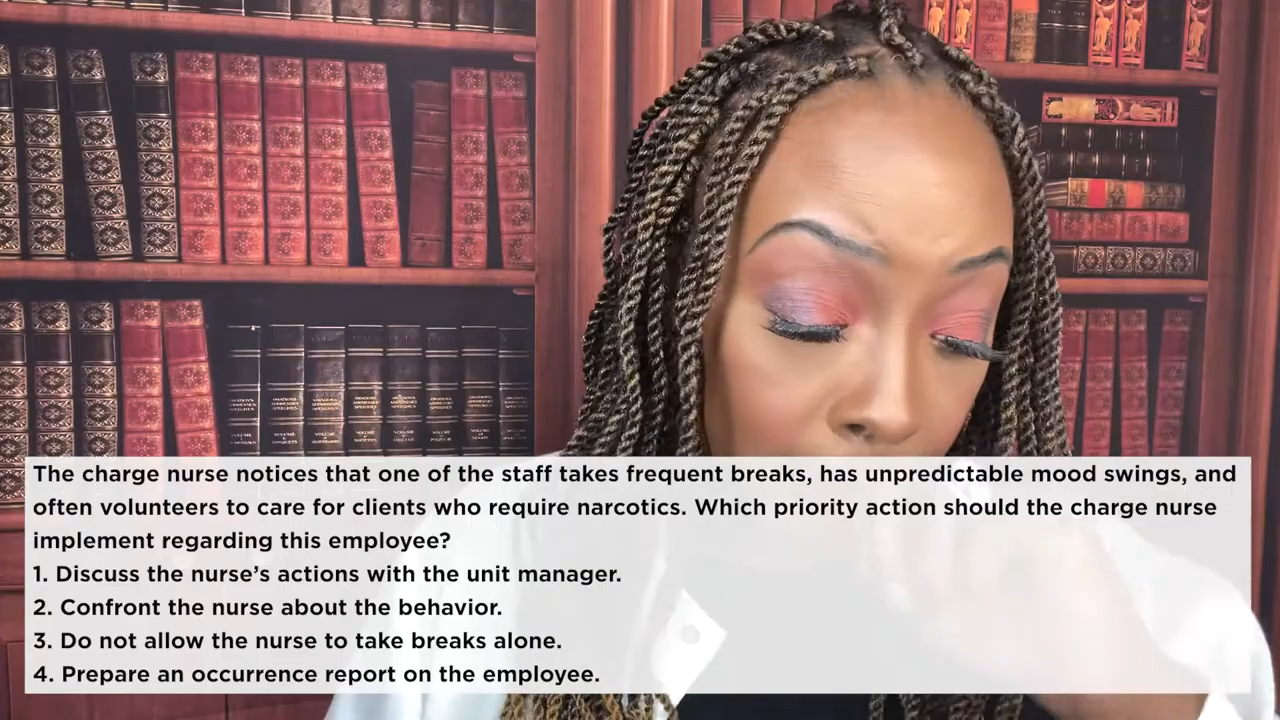 The charge nurse notices that one of the staff takes frequent breaks, has unpredictable mood swings, and
often volunteers to care for clients who require narcotics. Which priority action should the charge nurse
implement regarding this employee?
1. Discuss the nurse’s actions with the unit manager.
2. Confront the nurse about the behavior.
3. Do not allow the nurse to take breaks alone.
4. Prepare an occurrence report on the employee.